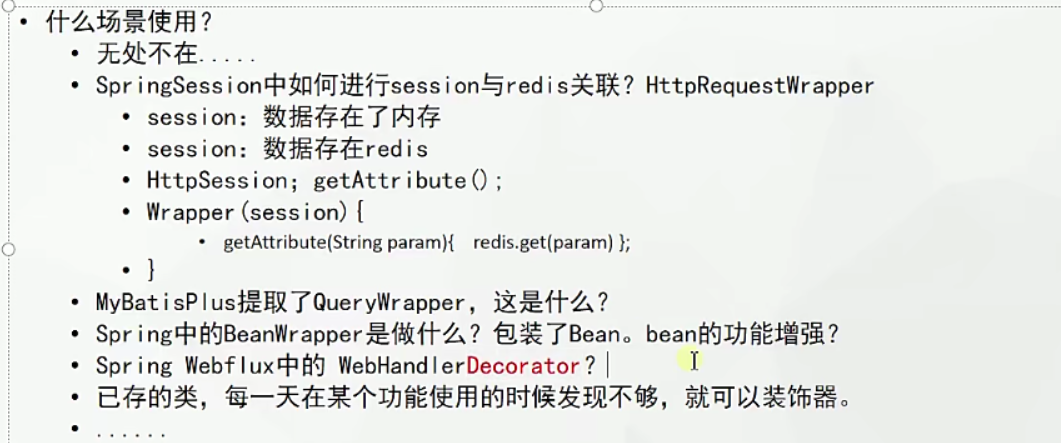 • 什么场景使用？
• 无处不在.....
• SpringSession中如何进行session与redis关联？HttpRequestWrapper
• session：数据存在了内存
• session：数据存在redis
• HttpSession；getAttribute();
• Wrapper(session){
• getAttribute(String param){ redis.get(param) };
• }
• MyBatisPlus提取了QueryWrapper，这是什么？
• Spring中的BeanWrapper是做什么？包装了Bean。bean的功能增强？
• Spring Webflux中的 WebHandlerDecorator？
• 已存的类，每一天在某个功能使用的时候发现不够，就可以装饰器。
• ......